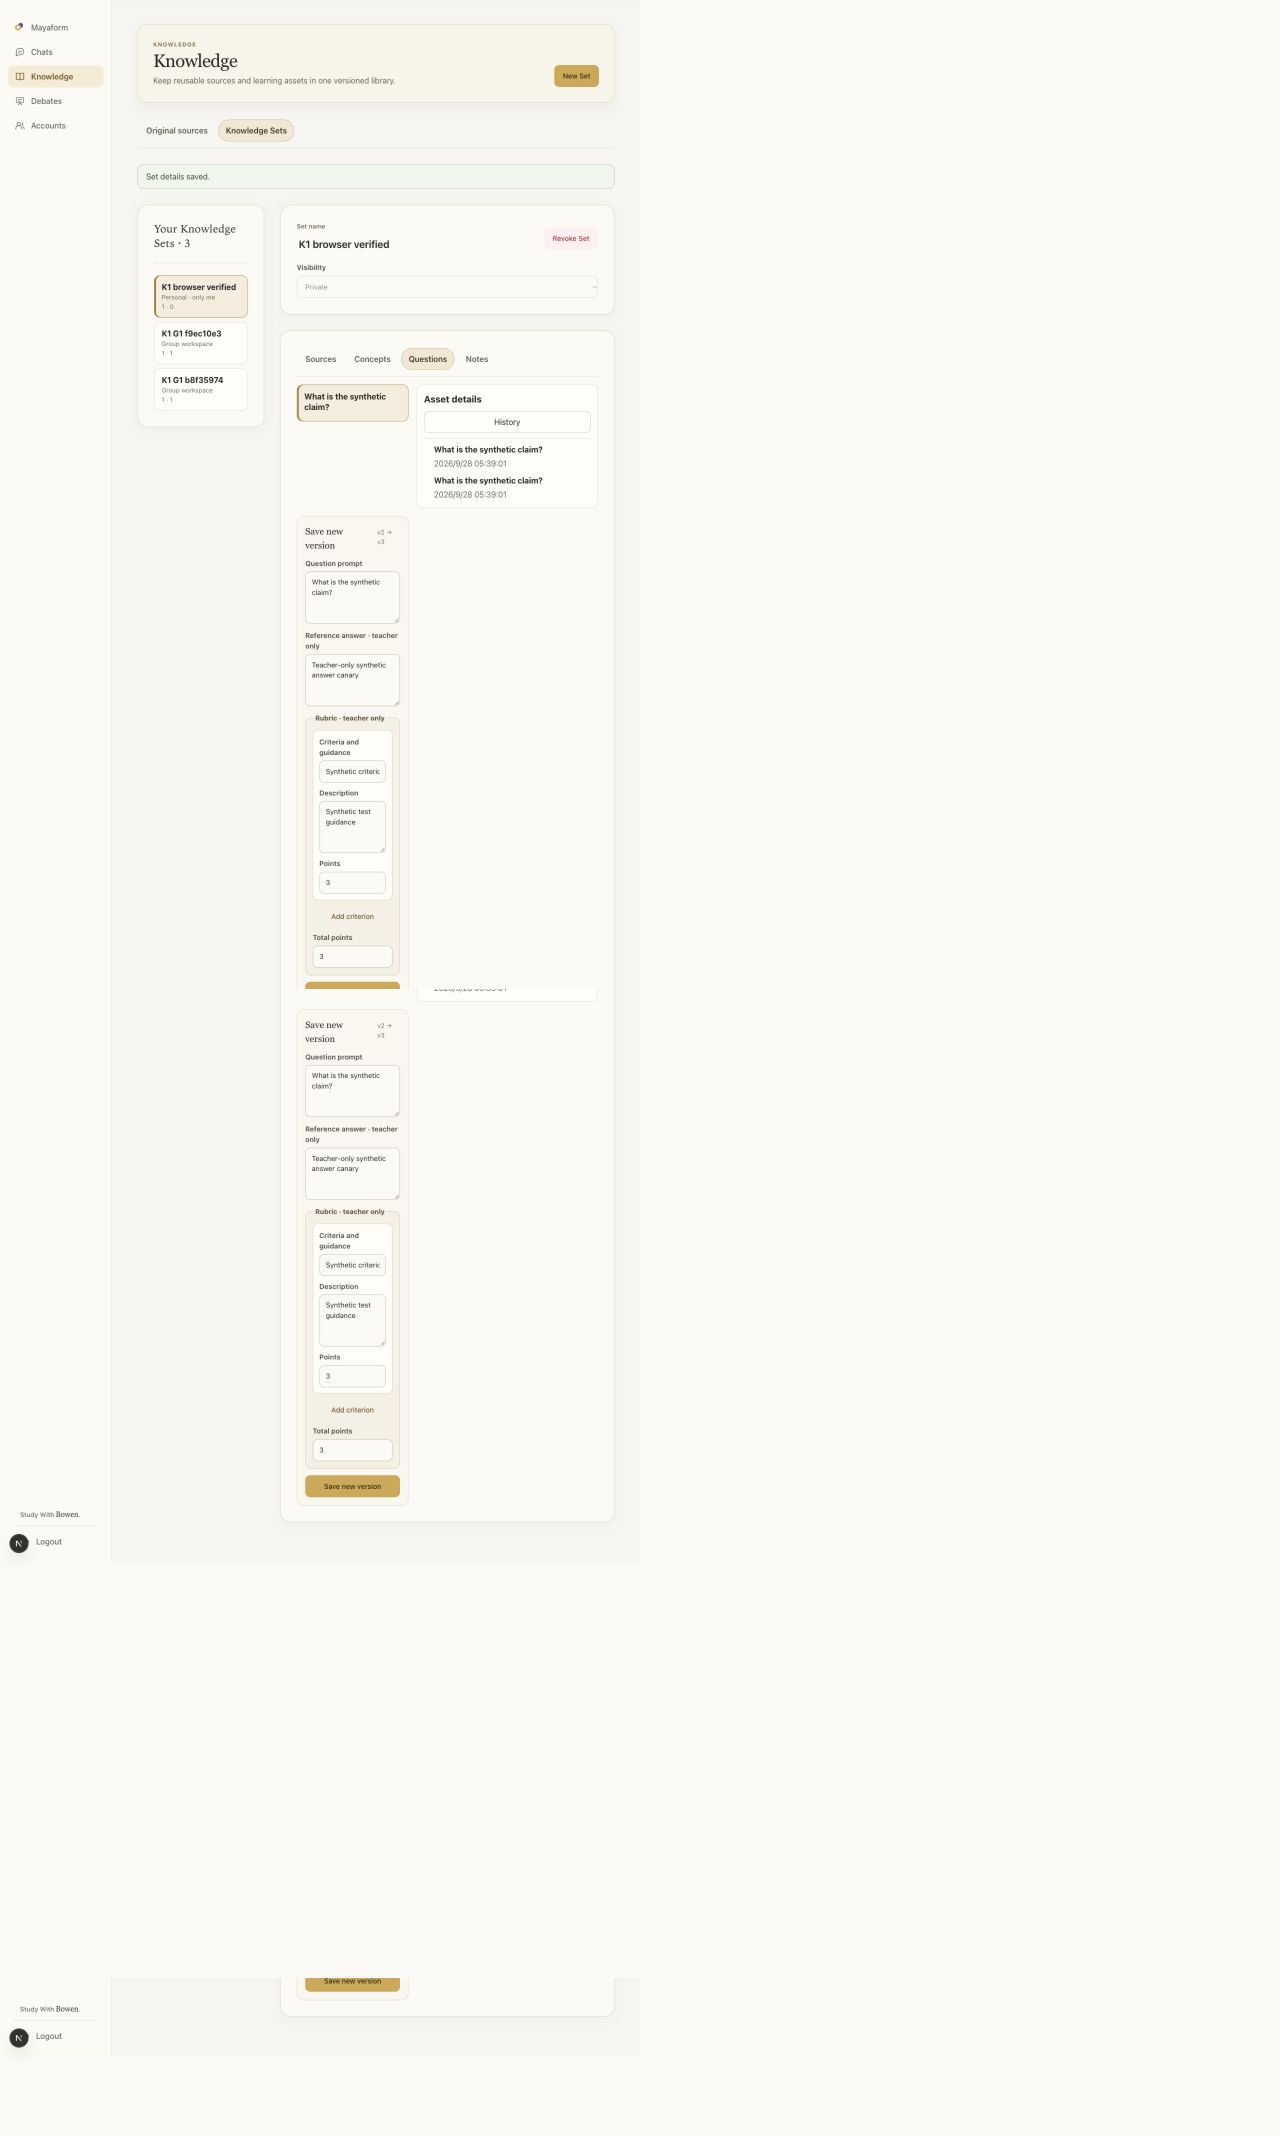 Mayaform
Chats
Knowledge
Debates
Accounts
KNOWLEDGE
Knowledge
Keep reusable sources and learning assets in one versioned library.
New Set
Original sources
Knowledge Sets
Set details saved.
Your Knowledge
Sets · 3
K1 browser verified
Personal · only me
1 · 0
K1 G1 f9ec10e3
Group workspace
1 · 1
K1 G1 b8f35974
Group workspace
1 · 1
Set name
K1 browser verified
Revoke Set
Visibility
Private
Sources
Concepts
Questions
Notes
What is the synthetic
claim?
Asset details
History
What is the synthetic claim?
2026/9/28 05:39:01
What is the synthetic claim?
2026/9/28 05:39:01
Save new
version
v2 →
v3
Question prompt
What is the synthetic
claim?
Reference answer · teacher
only
Teacher-only synthetic
answer canary
Rubric · teacher only
Criteria and
guidance
Synthetic criteric
Description
Synthetic test
guidance
Points
3
Add criterion
Total points
3
2026/9/28 05:39:01
Save new
version
v2 →
v3
Question prompt
What is the synthetic
claim?
Reference answer · teacher
only
Teacher-only synthetic
answer canary
Rubric · teacher only
Criteria and
guidance
Synthetic criteric
Description
Synthetic test
guidance
Points
3
Add criterion
Total points
3
Save new version
Study With Bowen.
N
Logout
Save new version
Study With Bowen.
N
Logout